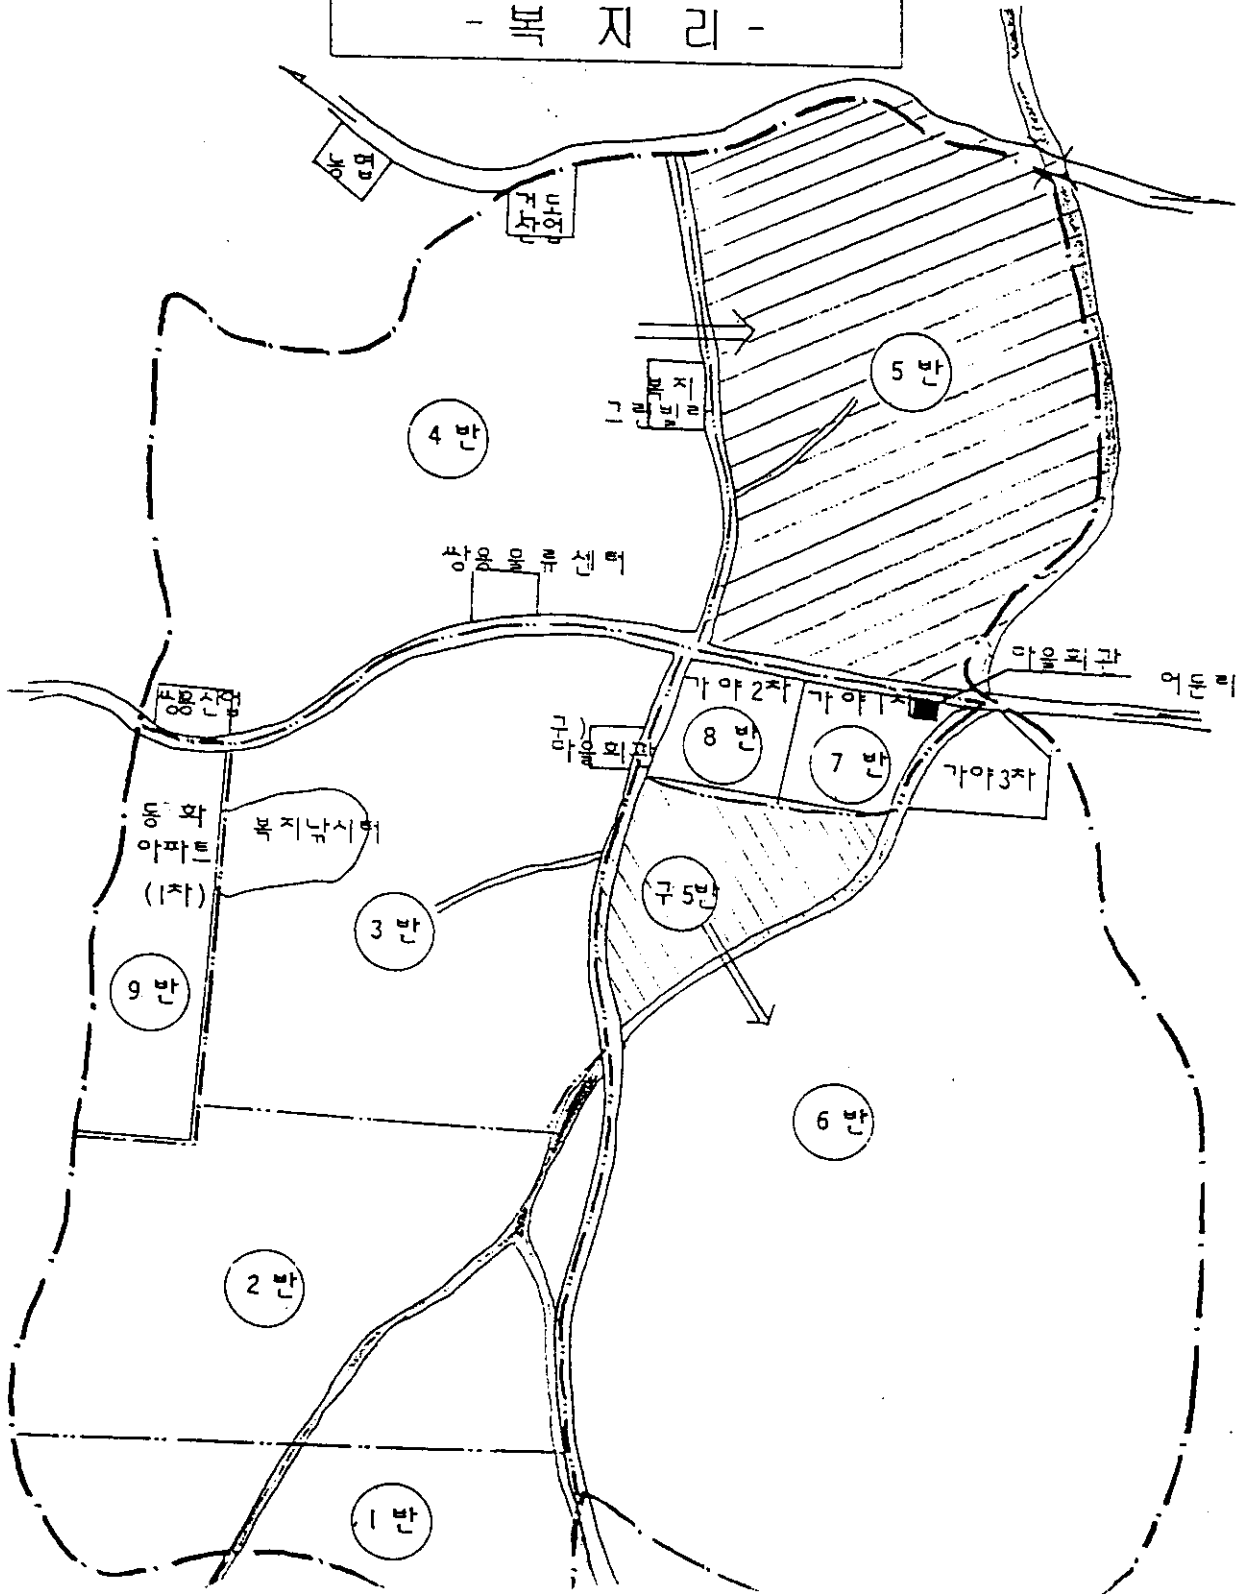 - 복 지 리 -
농협
5 반
복 지
그린빌라
4 반
쌍용 물류 센터
마을회관
어둔리
쌍용산업
가야2차
가야1차
구)
마을회관
8 반
7 반
가야3차
동 화
아파트
(1차)
복지낚시터
구 5반
3 반
9 반
6 반
2 반
1 반